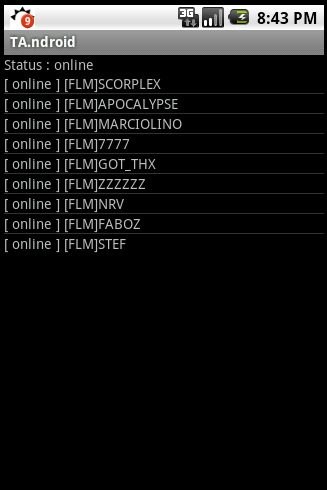 9 3G 8:43 PM
TA.ndroid
Status : online
[ online ] [FLM]SCORPLEX
[ online ] [FLM]APOCALYPSE
[ online ] [FLM]MARCIOLINO
[ online ] [FLM]7777
[ online ] [FLM]GOT_THX
[ online ] [FLM]ZZZZZZ
[ online ] [FLM]NRV
[ online ] [FLM]FABOZ
[ online ] [FLM]STEF